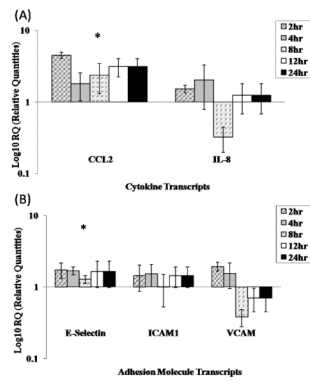 (A)
Log10 RQ (Relative Quantities)
10
1
0.1
*
2hr
4hr
8hr
12hr
24hr
CCL2
IL-8
Cytokine Transcripts
(B)
Log10 RQ (Relative Quantities)
10
1
0.1
*
2hr
4hr
8hr
12hr
24hr
E-Selectin
ICAM1
VCAM
Adhesion Molecule Transcripts